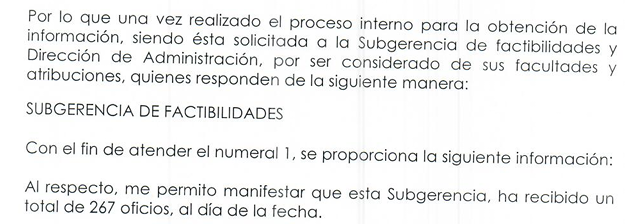 Por lo que una vez realizado el proceso interno para la obtención de la
información, siendo ésta solicitada a la Subgerencia de factibilidades y
Dirección de Administración, por ser considerado de sus facultades y
atribuciones, quienes responden de la siguiente manera:
SUBGERENCIA DE FACTIBILIDADES
Con el fin de atender el numeral 1, se proporciona la siguiente información:
Al respecto, me permito manifestar que esta Subgerencia, ha recibido un
total de 267 oficios, al día de la fecha.